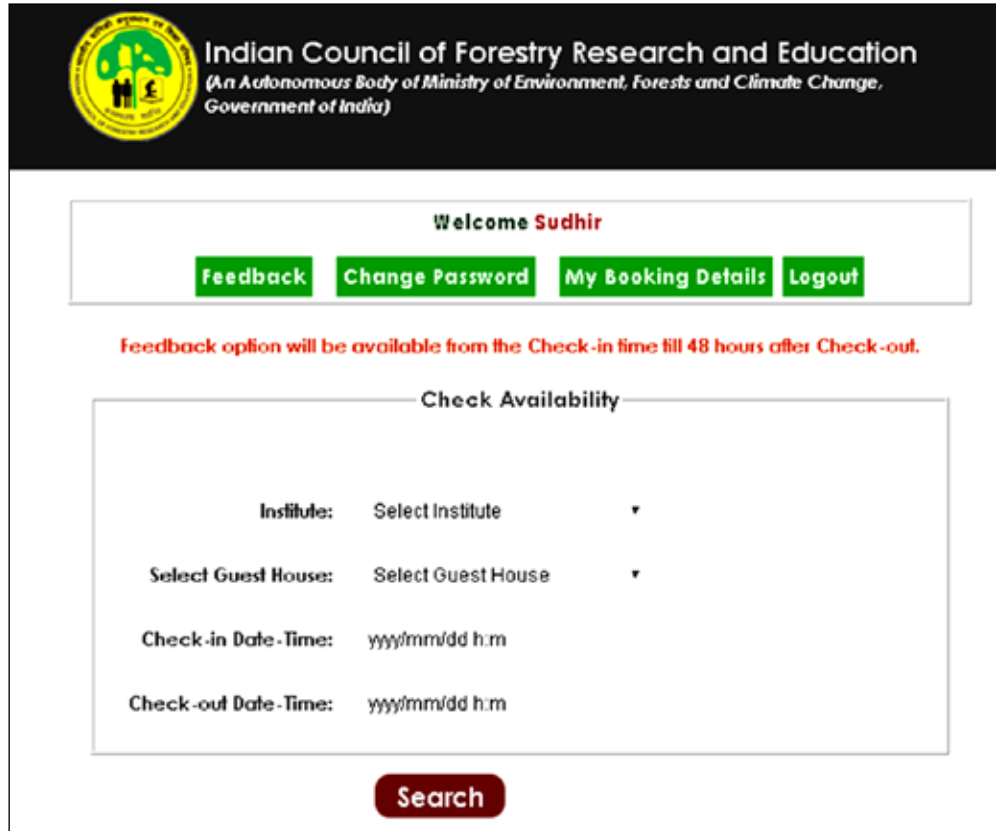 Indian Council of Forestry Research and Education
(An Autonomous Body of Ministry of Environment, Forests and Climate Change,
Government of India)
Welcome Sudhir
Feedback Change Password My Booking Details Logout
Feedback option will be available from the Check-in time till 48 hours after Check-out.
Check Availability
Institute: Select Institute
Select Guest House: Select Guest House
Check-in Date-Time: yyyy/mm/dd h:m
Check-out Date-Time: yyyy/mm/dd h:m
Search